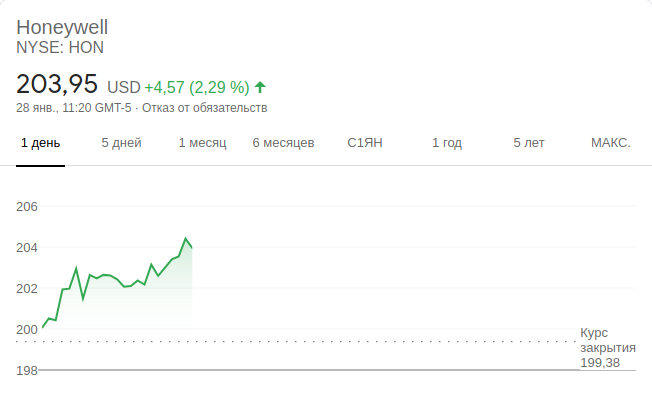 Honeywell
NYSE: HON
203,95 USD +4,57 (2,29 %)
28 янв., 11:20 GMT-5 · Отказ от обязательств
1 день 5 дней 1 месяц 6 месяцев С1ЯН 1 год 5 лет МАКС.
206
204
202
200
198
Курс
закрытия
199,38